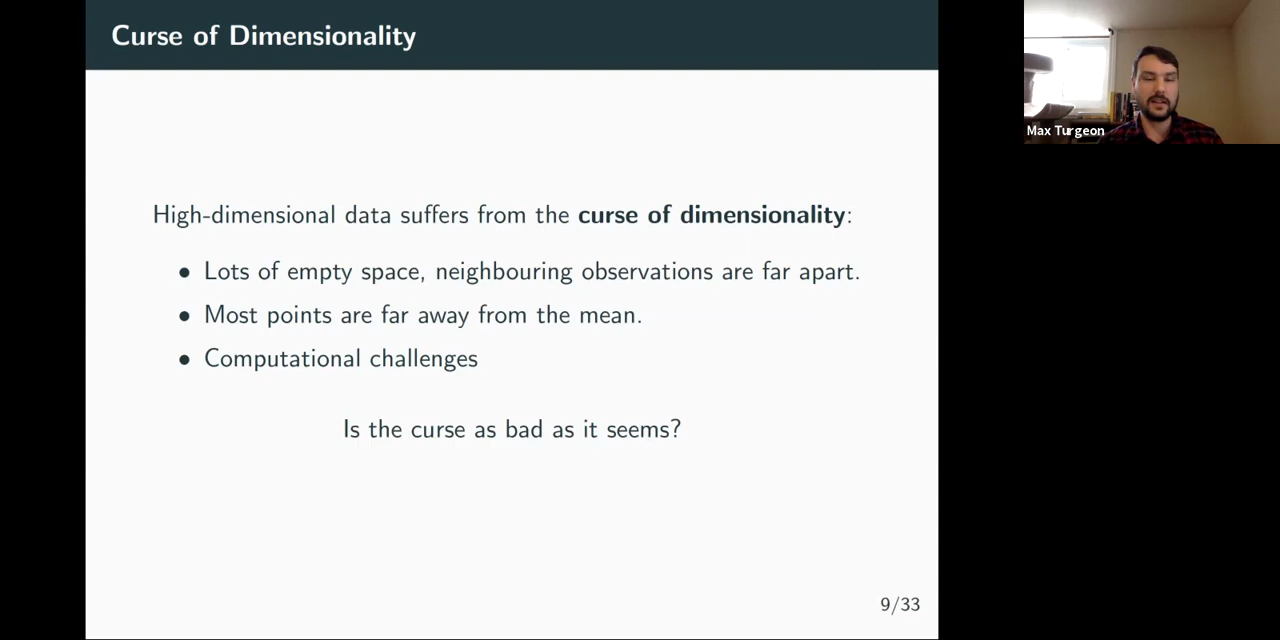 Curse of Dimensionality
High-dimensional data suffers from the curse of dimensionality:
• Lots of empty space, neighbouring observations are far apart.
• Most points are far away from the mean.
• Computational challenges
Is the curse as bad as it seems?
9/33
Max Turgeon